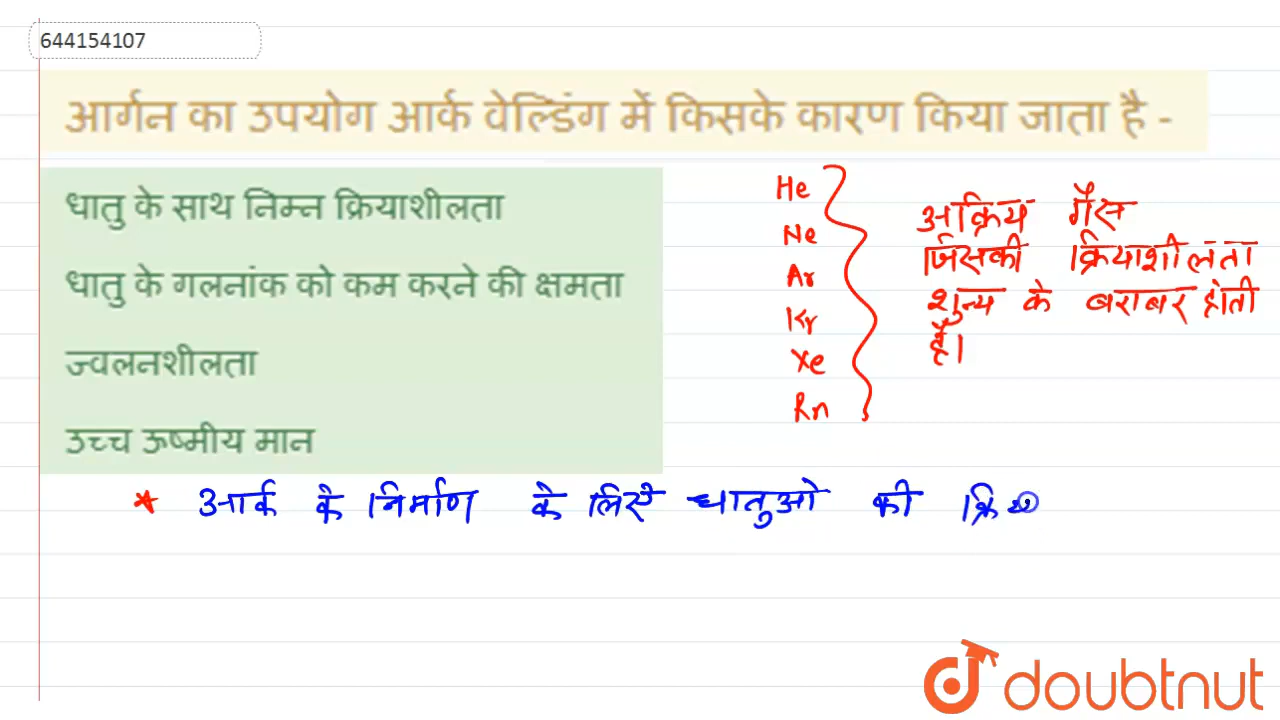 644154107
आर्गन का उपयोग आर्क वेल्डिंग में किसके कारण किया जाता है -
धातु के साथ निम्न क्रियाशीलता
धातु के गलनांक को कम करने की क्षमता
ज्वलनशीलता
उच्च ऊष्मीय मान
He
Ne
Ar
Kr
Xe
Rn
अक्रिय गैस
जिसकी क्रियाशीलता
शून्य के बराबर होती
है।
* आर्क के निर्माण के लिए धातुओ की
doubtnut